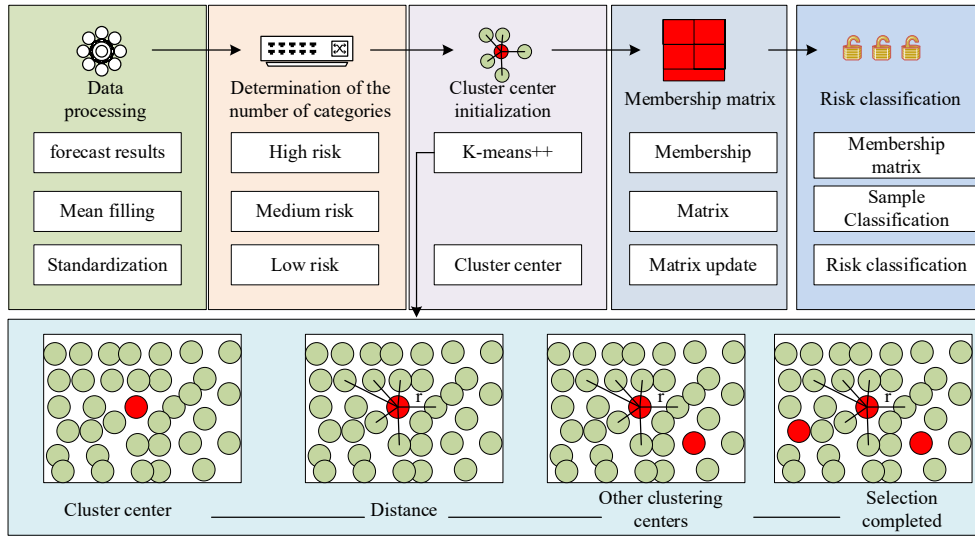 Data
processing
forecast results
Mean filling
Standardization
Determination of the
number of categories
High risk
Medium risk
Low risk
Cluster center
initialization
K-means++
Cluster center
Membership matrix
Membership
Matrix
Matrix update
Risk classification
Membership
matrix
Sample
Classification
Risk classification
r
r
r
Cluster center
Distance
Other clustering
centers
Selection
completed